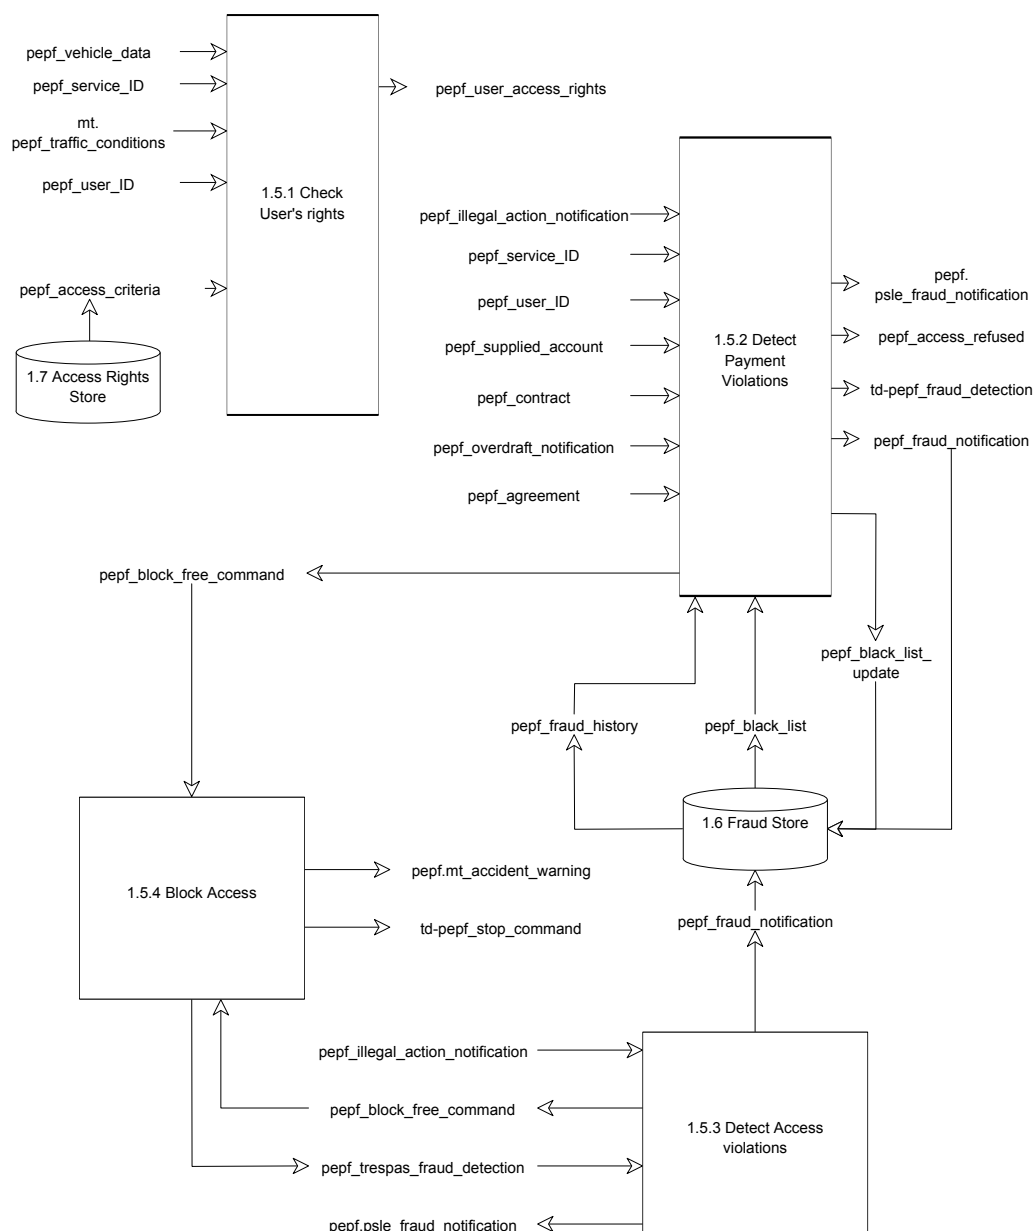 pepf_vehicle_data
pepf_service_ID
mt.
pepf_traffic_conditions
pepf_user_ID
pepf_access_criteria
1.7 Access Rights
Store
1.5.1 Check
User's rights
pepf_user_access_rights
pepf_illegal_action_notification
pepf_service_ID
pepf_user_ID
pepf_supplied_account
pepf_contract
pepf_overdraft_notification
pepf_agreement
1.5.2 Detect
Payment
Violations
pepf.
psle_fraud_notification
pepf_access_refused
td-pepf_fraud_detection
pepf_fraud_notification
pepf_block_free_command
pepf_black_list_
update
pepf_fraud_history
pepf_black_list
1.6 Fraud Store
1.5.4 Block Access
pepf.mt_accident_warning
td-pepf_stop_command
pepf_fraud_notification
pepf_illegal_action_notification
pepf_block_free_command
pepf_trespas_fraud_detection
pepf.psle_fraud_notification
1.5.3 Detect Access
violations